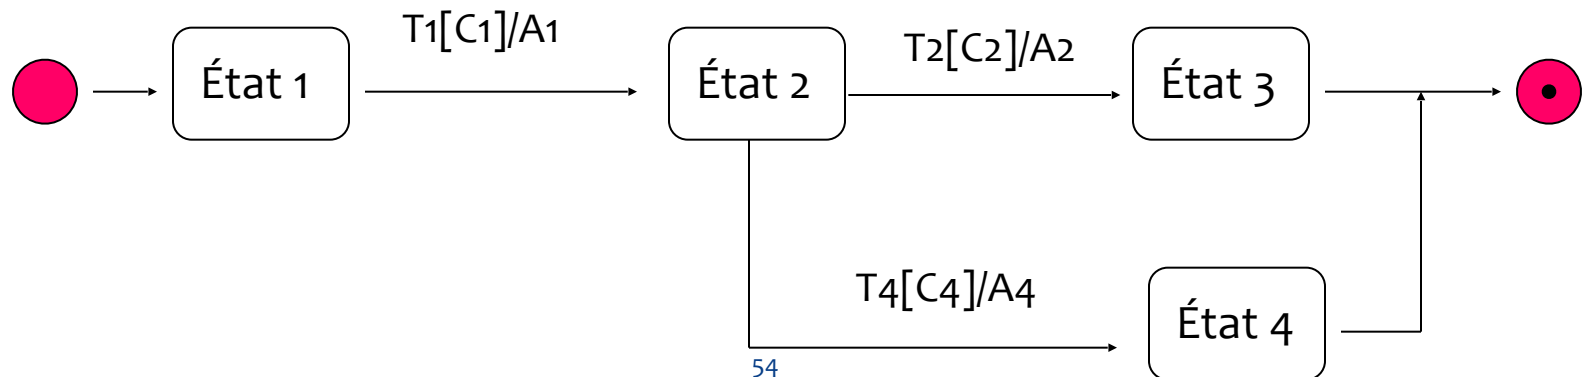 T1[C1]/A1
T2[C2]/A2
État 1
État 2
État 3
T4[C4]/A4
État 4
54